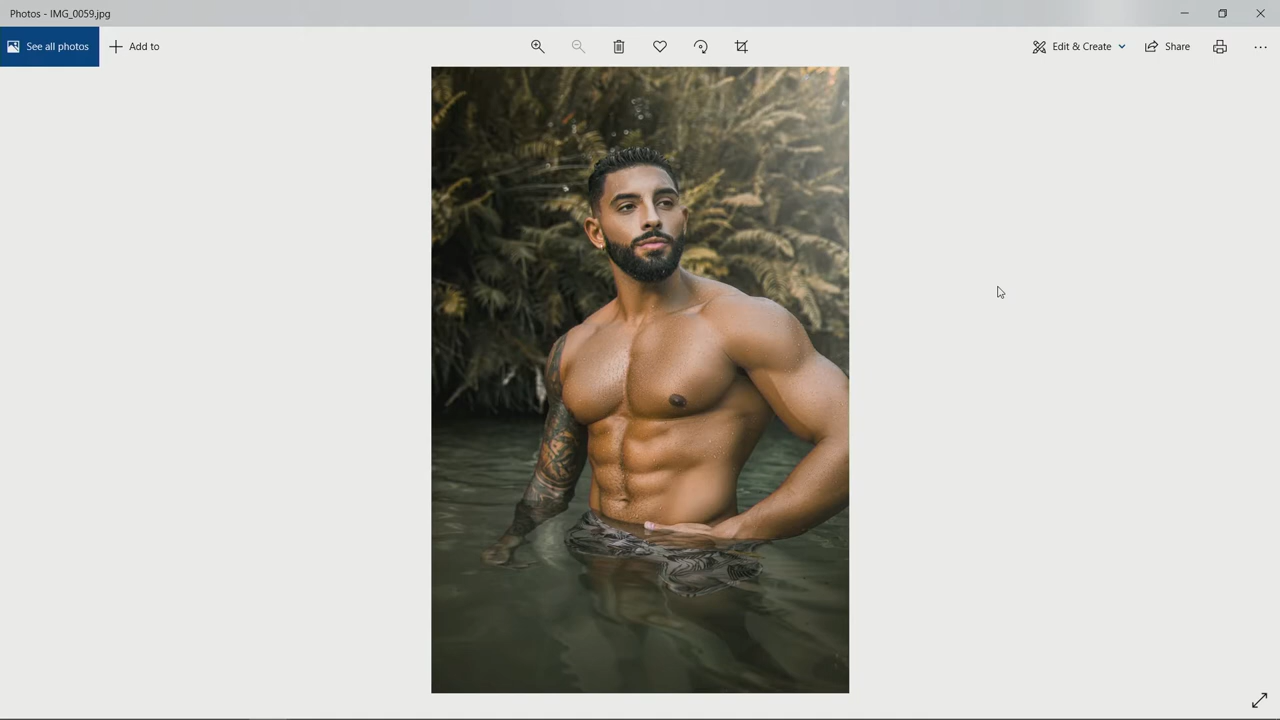 Photos - IMG_0059.jpg
See all photos
Add to
Edit & Create
Share